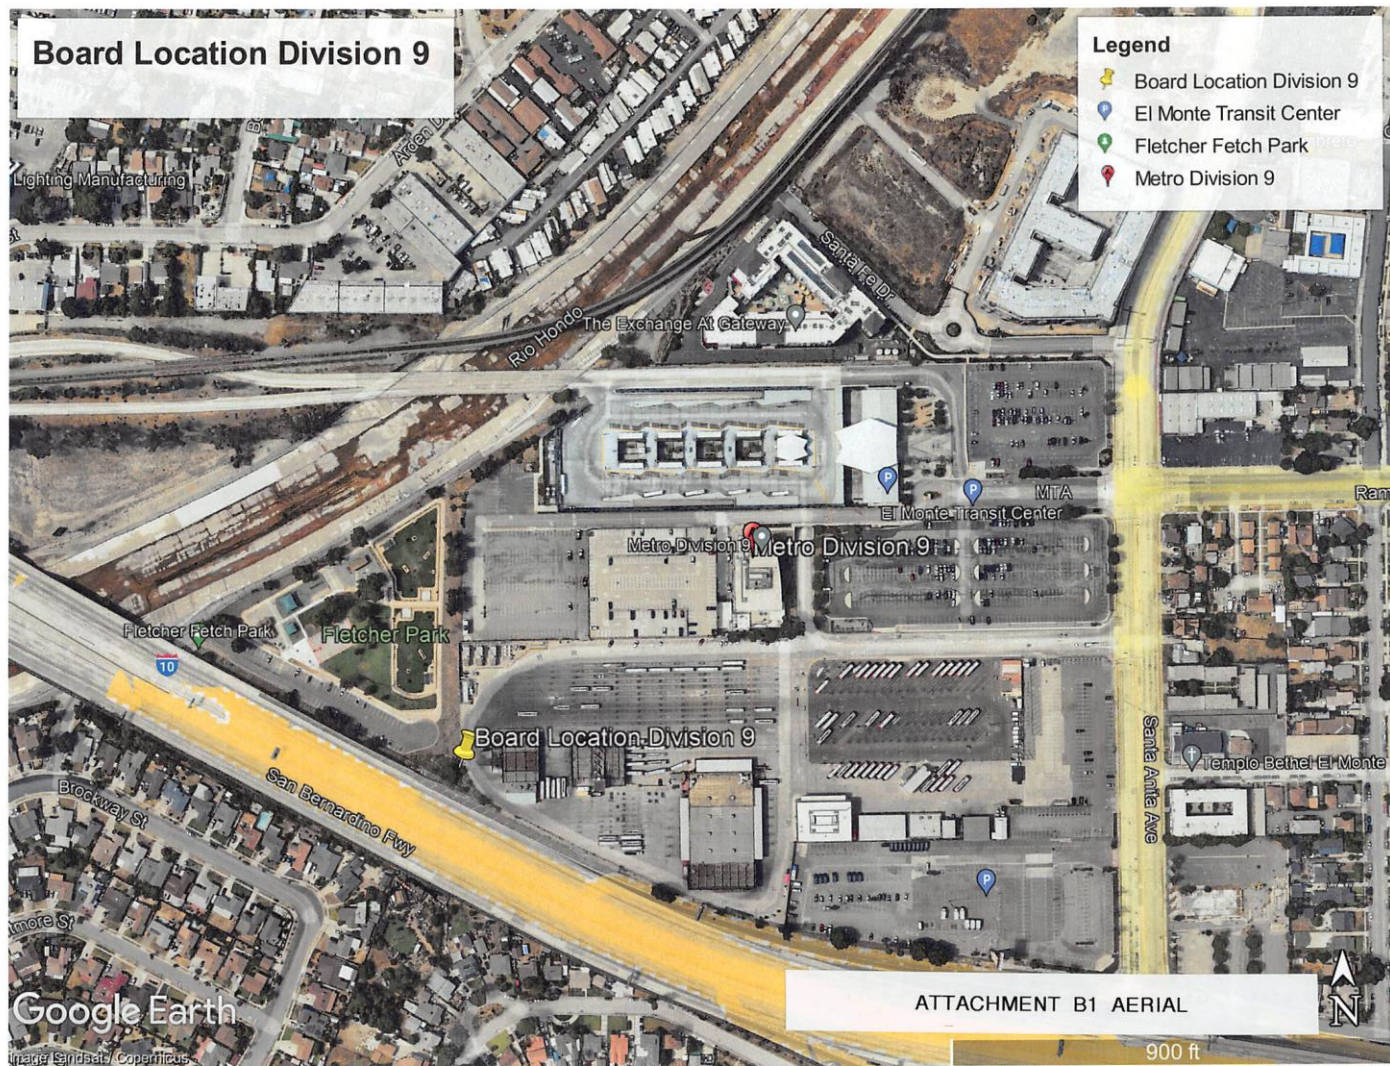 Board Location Division 9
Legend
Board Location Division 9
El Monte Transit Center
Fletcher Fetch Park
Metro Division 9
Lighting Manufacturing
Arden D
Santa Fe Dr
The Exchange At Gateway
Rio Hondo
MTA
Ram
El Monte Transit Center
Metro Division 9
Metro Division 9
Fletcher Fetch Park
Fletcher Park
10
Board Location Division 9
Santa Anita Ave
Templo Bethel El Monte
San Bernardino Fwy
Brockway St
amore St
P
P
P
Google Earth
Image Landsat / Copernicus
ATTACHMENT B1 AERIAL
N
900 ft